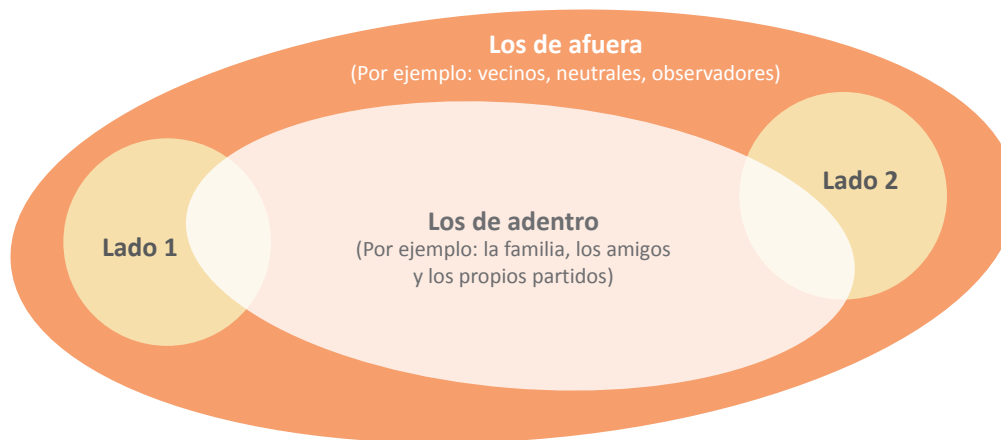 Los de afuera
(Por ejemplo: vecinos, neutrales, observadores)
Lado 2
Los de adentro
Lado 1
(Por ejemplo: la familia, los amigos
y los propios partidos)